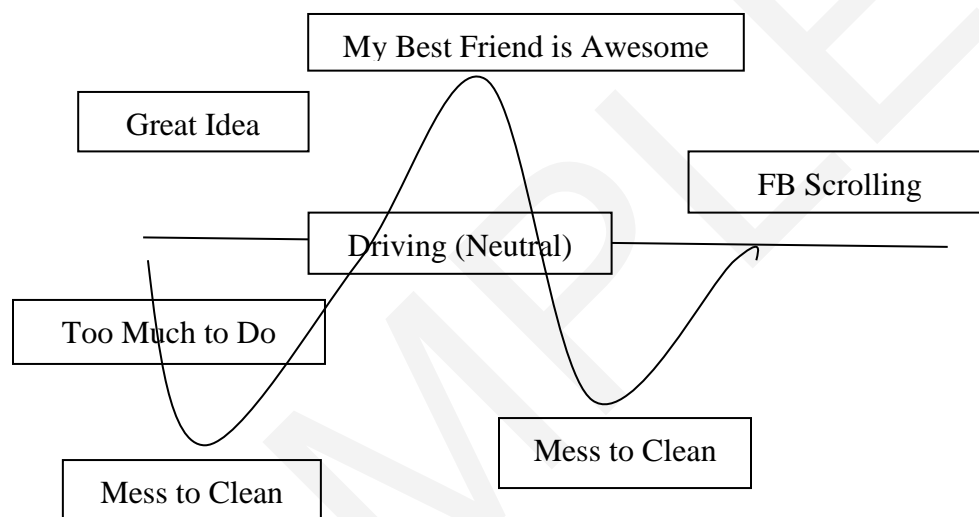 My Best Friend is Awesome
Great Idea
FB Scrolling
Driving (Neutral)
Too Much to Do
Mess to Clean
Mess to Clean